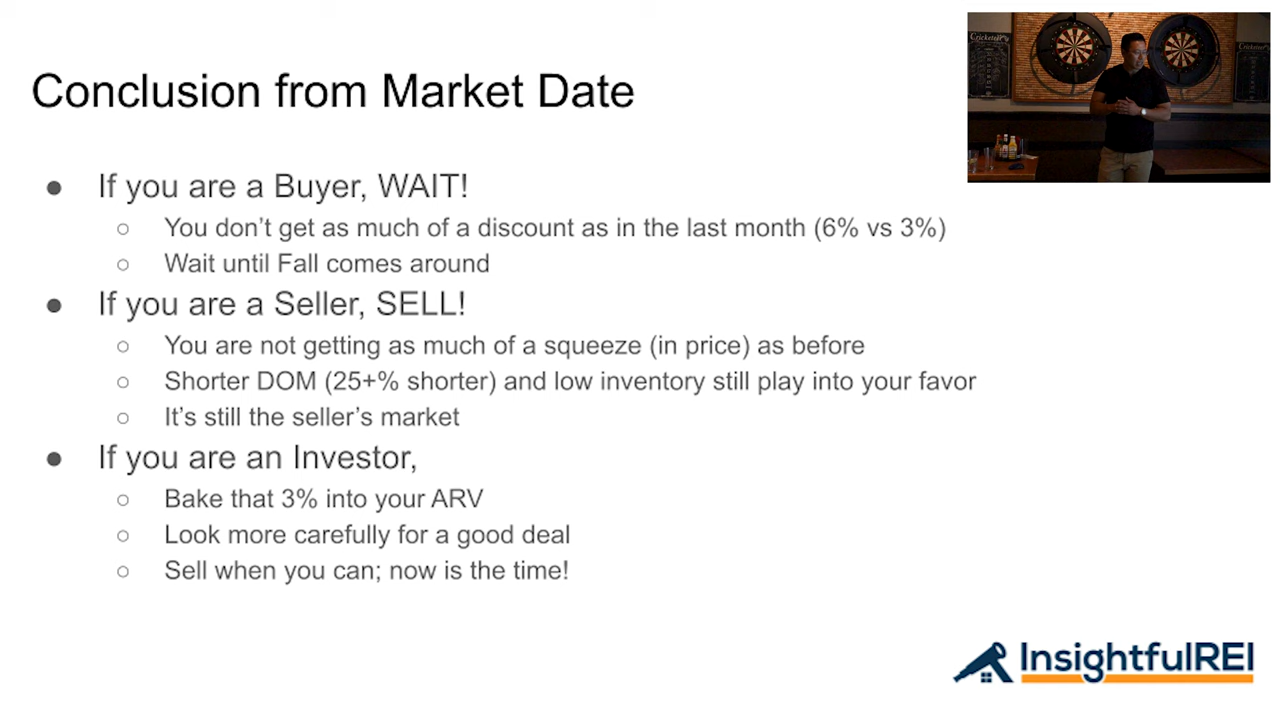 Conclusion from Market Date
● If you are a Buyer, WAIT!
○ You don’t get as much of a discount as in the last month (6% vs 3%)
○ Wait until Fall comes around
● If you are a Seller, SELL!
○ You are not getting as much of a squeeze (in price) as before
○ Shorter DOM (25+% shorter) and low inventory still play into your favor
○ It’s still the seller’s market
● If you are an Investor,
○ Bake that 3% into your ARV
○ Look more carefully for a good deal
○ Sell when you can; now is the time!
InsightfulREI